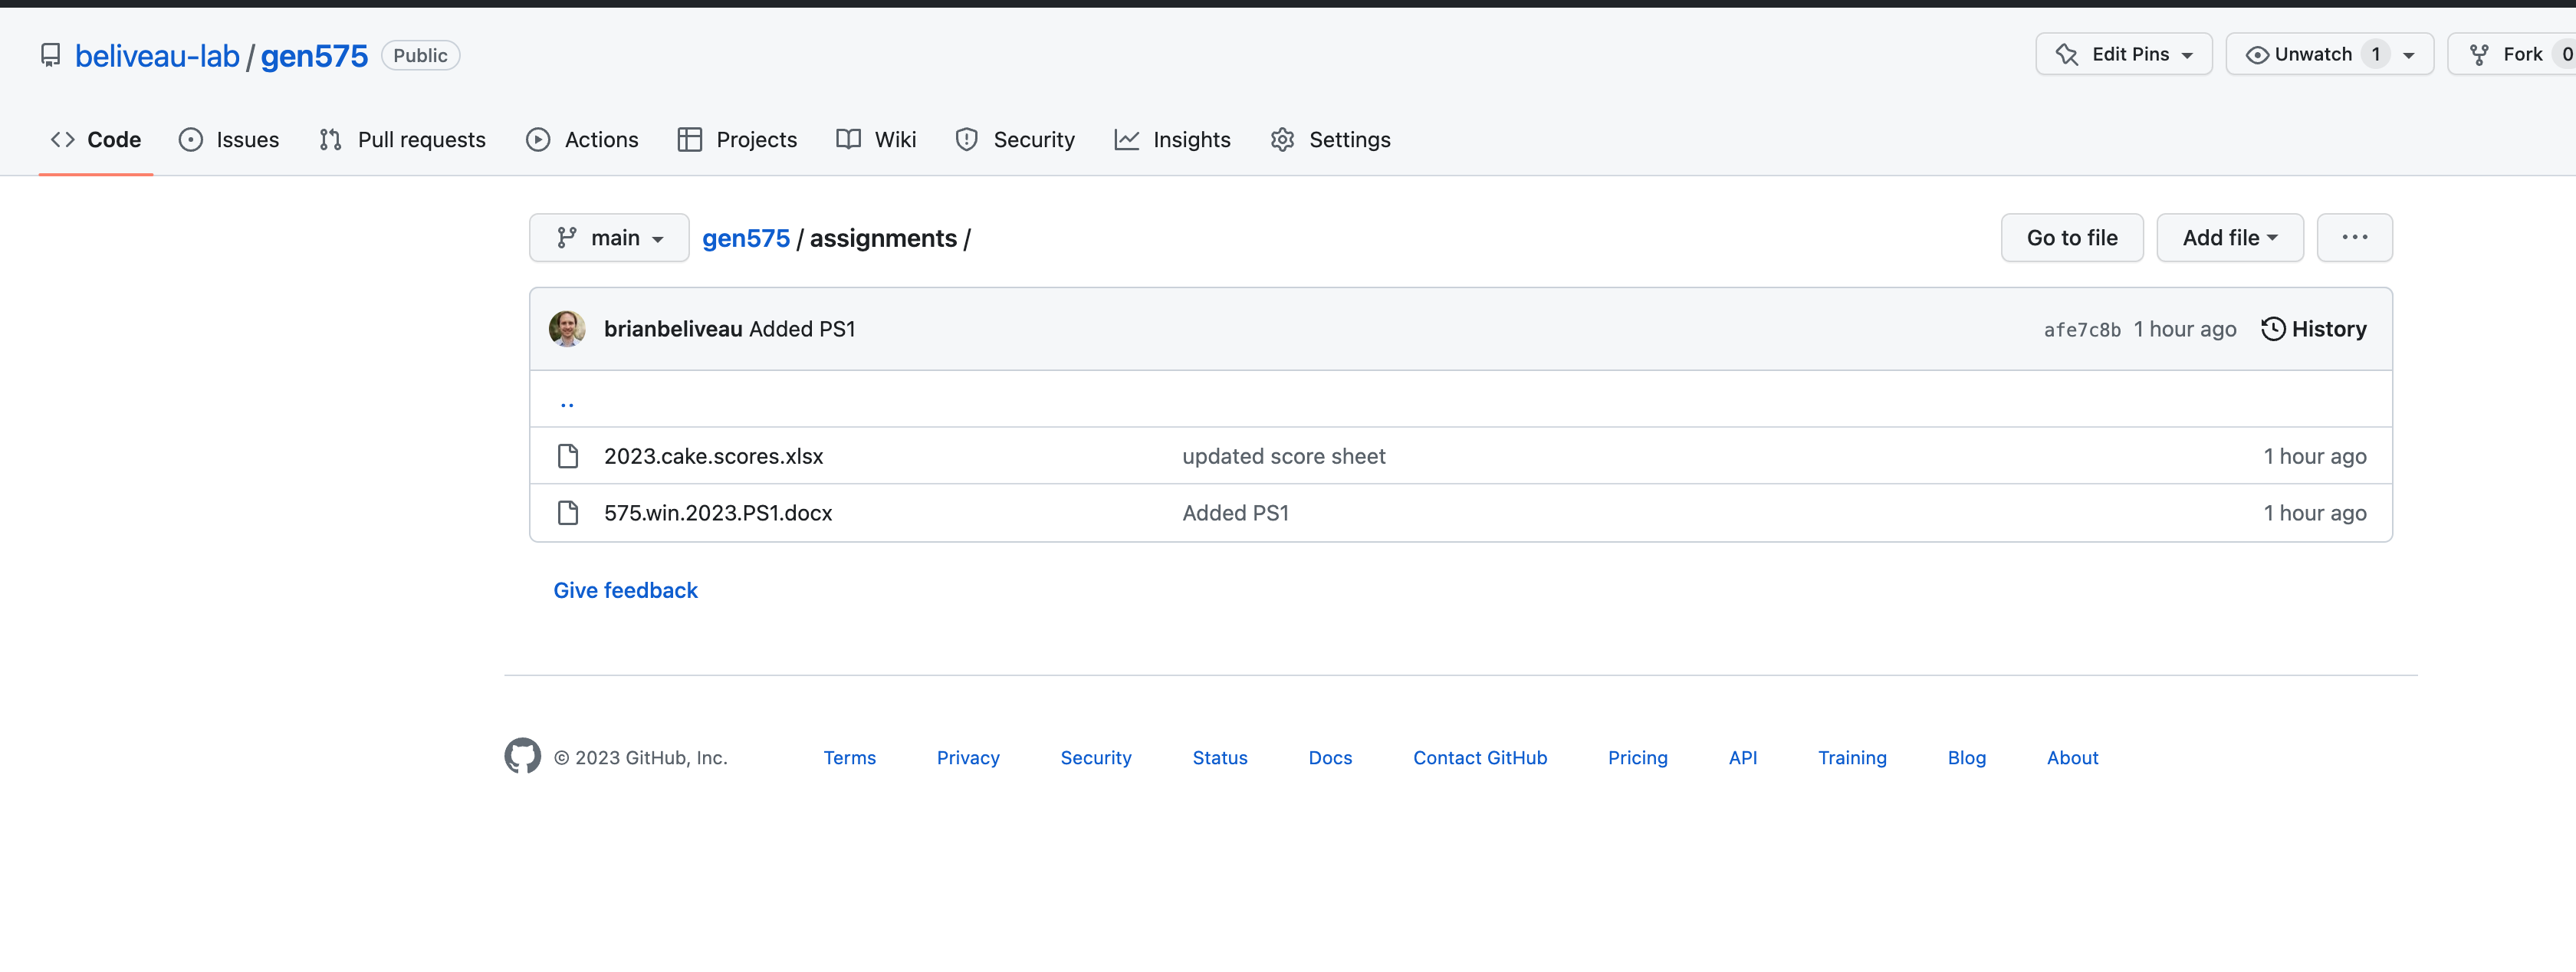 beliveau-lab / gen575 Public
Edit Pins Unwatch 1 Fork 0
Code Issues Pull requests Actions Projects Wiki Security Insights Settings
main gen575 / assignments / Go to file Add file ...
brianbeliveau Added PS1 afe7c8b 1 hour ago History
..
2023.cake.scores.xlsx updated score sheet 1 hour ago
575.win.2023.PS1.docx Added PS1 1 hour ago
Give feedback
© 2023 GitHub, Inc. Terms Privacy Security Status Docs Contact GitHub Pricing API Training Blog About